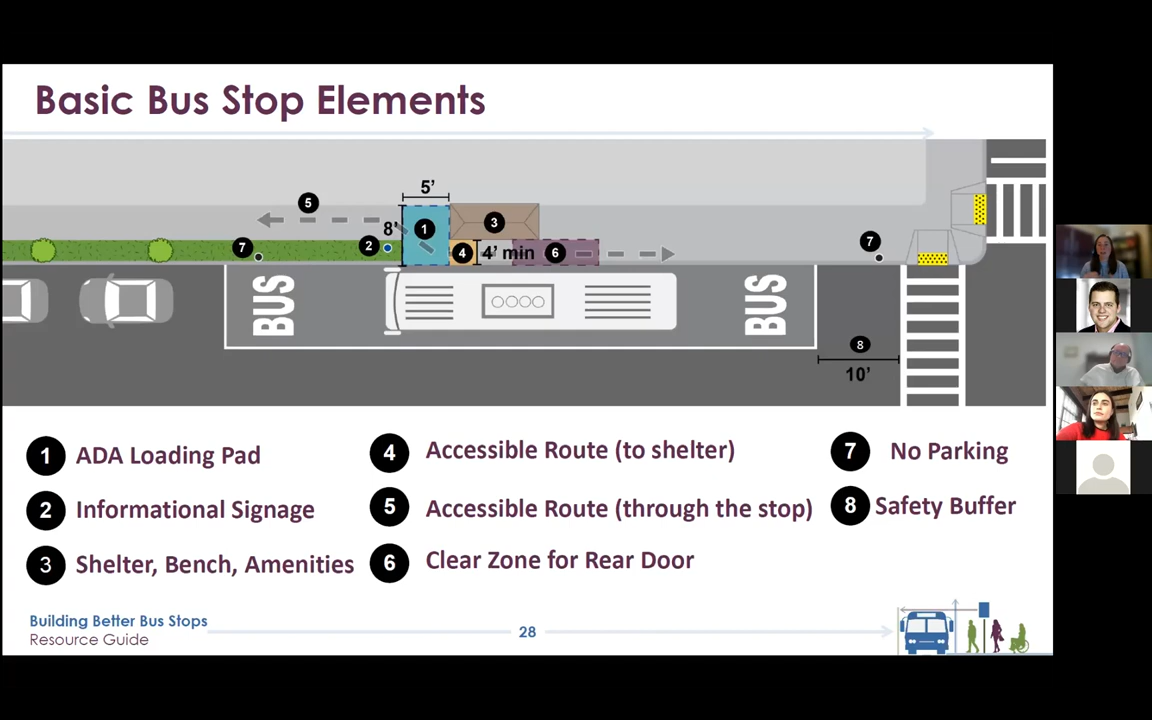 Basic Bus Stop Elements
5'
5
8'
1
3
7
2
4
4' min
6
7
BUS
BUS
8
10'
1 ADA Loading Pad
2 Informational Signage
3 Shelter, Bench, Amenities
4 Accessible Route (to shelter)
5 Accessible Route (through the stop)
6 Clear Zone for Rear Door
7 No Parking
8 Safety Buffer
Building Better Bus Stops
Resource Guide
28